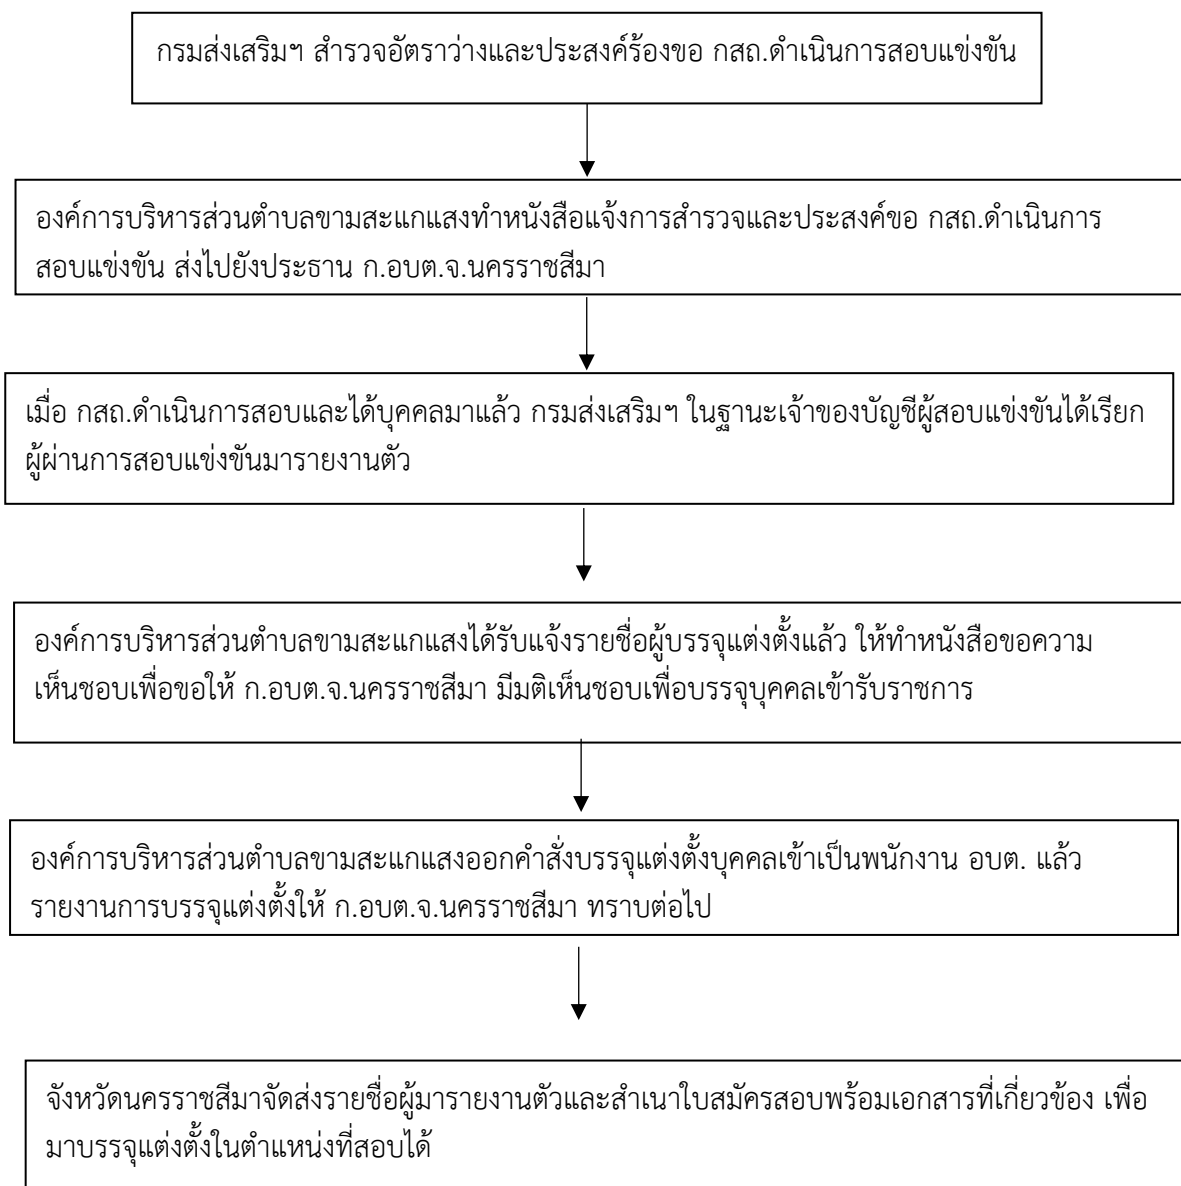 กรมส่งเสริมฯ สำรวจอัตราว่างและประสงค์ร้องขอ กสถ.ดำเนินการสอบแข่งขัน
องค์การบริหารส่วนตำบลขามสะแกแสงทำหนังสือแจ้งการสำรวจและประสงค์ขอ กสถ.ดำเนินการ
สอบแข่งขัน ส่งไปยังประธาน ก.อบต.จ.นครราชสีมา
เมื่อ กสถ.ดำเนินการสอบและได้บุคคลมาแล้ว กรมส่งเสริมฯ ในฐานะเจ้าของบัญชีผู้สอบแข่งขันได้เรียก
ผู้ผ่านการสอบแข่งขันมารายงานตัว
องค์การบริหารส่วนตำบลขามสะแกแสงได้รับแจ้งรายชื่อผู้บรรจุแต่งตั้งแล้ว ให้ทำหนังสือขอความ
เห็นชอบเพื่อขอให้ ก.อบต.จ.นครราชสีมา มีมติเห็นชอบเพื่อบรรจุบุคคลเข้ารับราชการ
องค์การบริหารส่วนตำบลขามสะแกแสงออกคำสั่งบรรจุแต่งตั้งบุคคลเข้าเป็นพนักงาน อบต. แล้ว
รายงานการบรรจุแต่งตั้งให้ ก.อบต.จ.นครราชสีมา ทราบต่อไป
จังหวัดนครราชสีมาจัดส่งรายชื่อผู้มารายงานตัวและสำเนาใบสมัครสอบพร้อมเอกสารที่เกี่ยวข้อง เพื่อ
มาบรรจุแต่งตั้งในตำแหน่งที่สอบได้